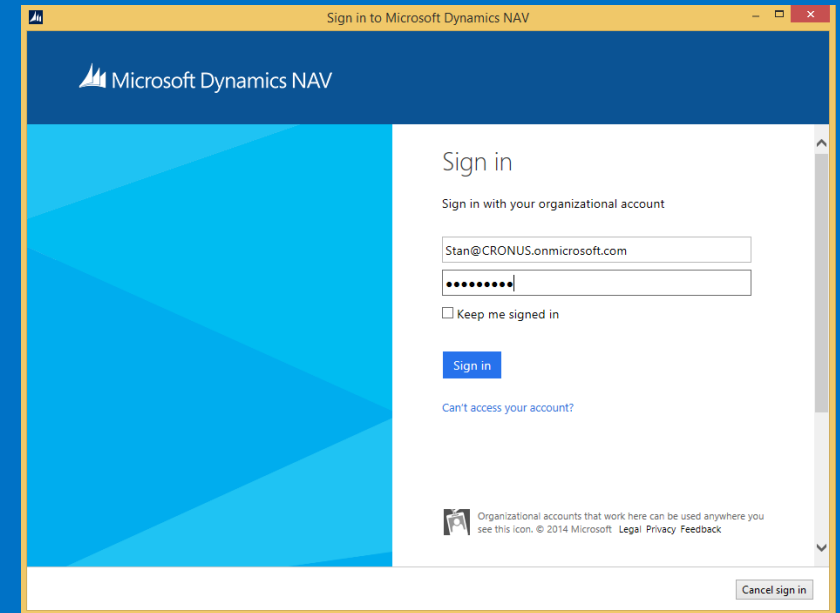 Sign in to Microsoft Dynamics NAV
Microsoft Dynamics NAV
Sign in
Sign in with your organizational account
Stan@CRONUS.onmicrosoft.com
•••••••••
Keep me signed in
Sign in
Can't access your account?
Organizational accounts that work here can be used anywhere you
see this icon. © 2014 Microsoft Legal Privacy Feedback
Cancel sign in